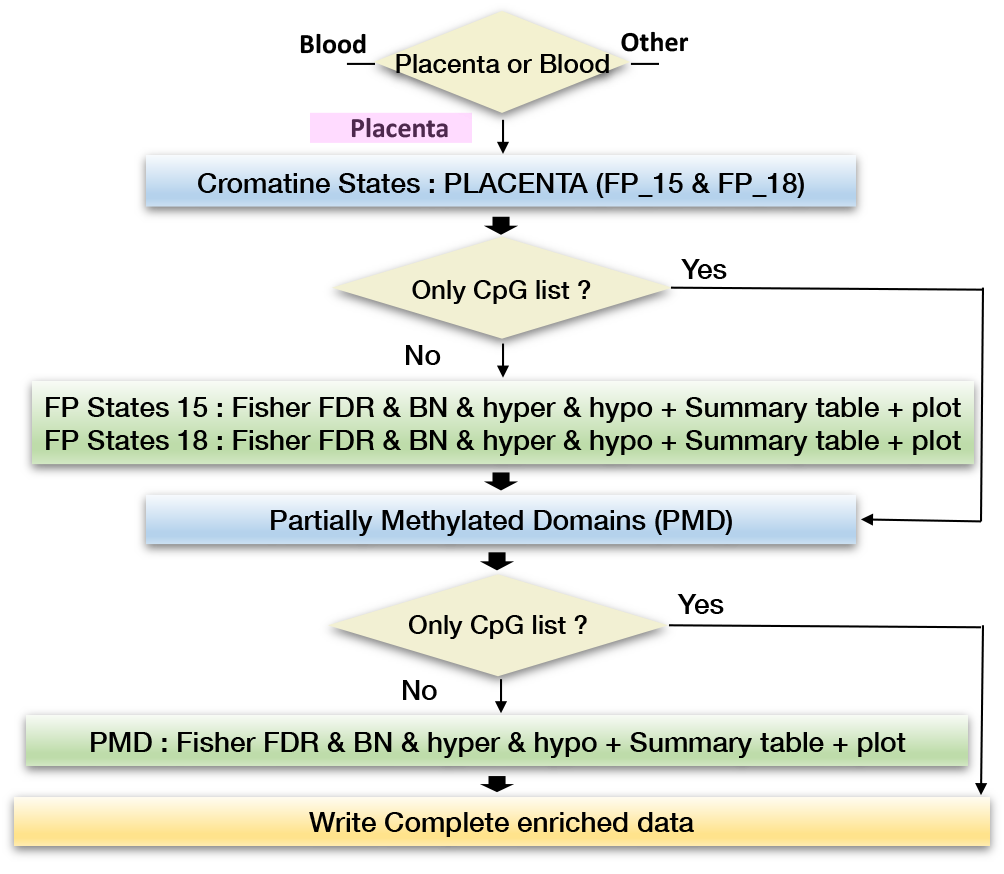 Blood
Other
Placenta or Blood
Placenta
Cromatine States : PLACENTA (FP_15 & FP_18)
Yes
Only CpG list ?
No
FP States 15 : Fisher FDR & BN & hyper & hypo + Summary table + plot
FP States 18 : Fisher FDR & BN & hyper & hypo + Summary table + plot
Partially Methylated Domains (PMD)
Yes
Only CpG list ?
No
PMD : Fisher FDR & BN & hyper & hypo + Summary table + plot
Write Complete enriched data